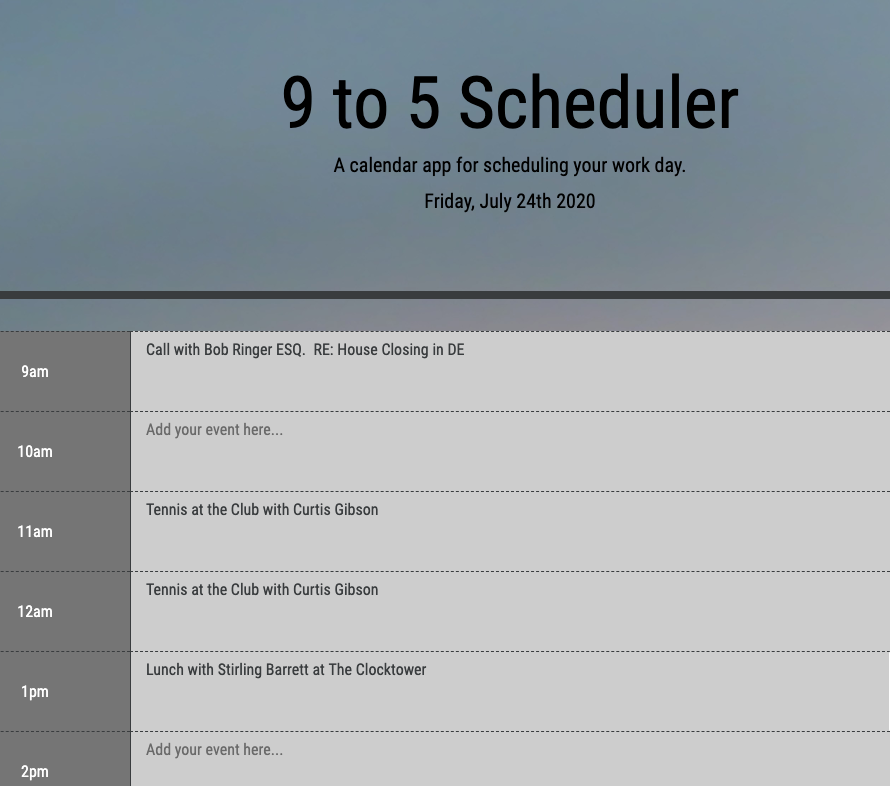 9 to 5 Scheduler
A calendar app for scheduling your work day.
Friday, July 24th 2020
9am
Call with Bob Ringer ESQ.  RE: House Closing in DE
10am
Add your event here...
11am
Tennis at the Club with Curtis Gibson
12am
Tennis at the Club with Curtis Gibson
1pm
Lunch with Stirling Barrett at The Clocktower
2pm
Add your event here...